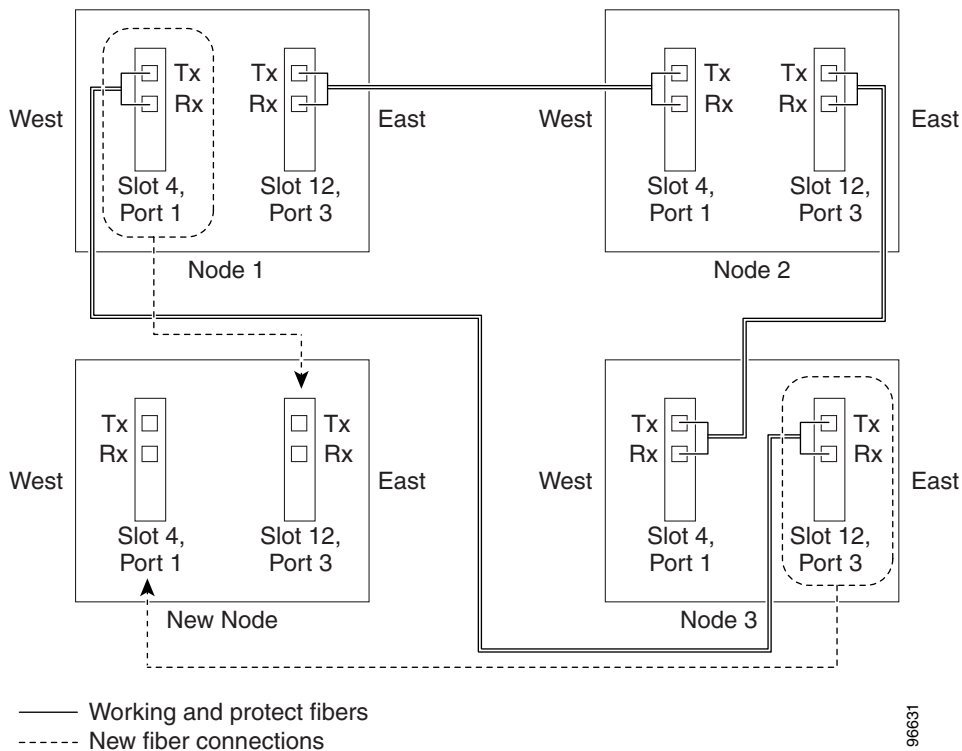 Tx
Rx
Tx
Rx
Tx
Rx
Tx
Rx
West
East
West
East
Slot 4,
Port 1
Slot 12,
Port 3
Slot 4,
Port 1
Slot 12,
Port 3
Node 1
Node 2
Tx
Rx
Tx
Rx
Tx
Rx
Tx
Rx
West
East
West
East
Slot 4,
Port 1
Slot 12,
Port 3
Slot 4,
Port 1
Slot 12,
Port 3
New Node
Node 3
Working and protect fibers
New fiber connections
96631